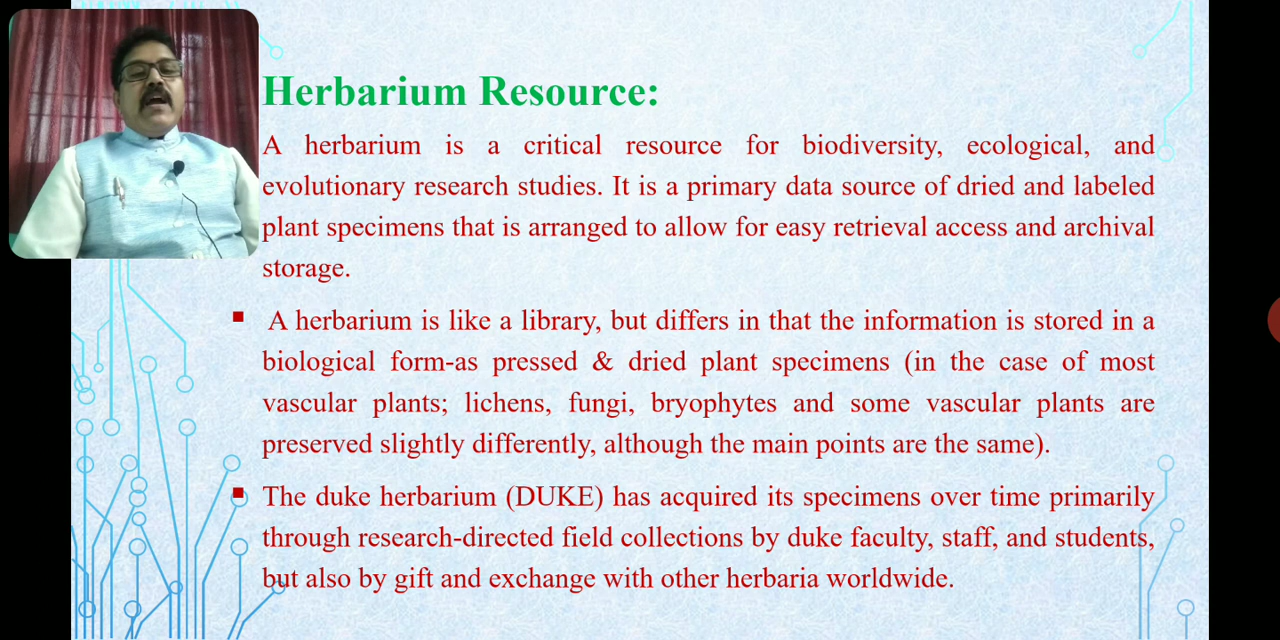 Herbarium Resource:
A herbarium is a critical resource for biodiversity, ecological, and
evolutionary research studies. It is a primary data source of dried and labeled
plant specimens that is arranged to allow for easy retrieval access and archival
storage.
▪ A herbarium is like a library, but differs in that the information is stored in a
biological form-as pressed & dried plant specimens (in the case of most
vascular plants; lichens, fungi, bryophytes and some vascular plants are
preserved slightly differently, although the main points are the same).
▪ The duke herbarium (DUKE) has acquired its specimens over time primarily
through research-directed field collections by duke faculty, staff, and students,
but also by gift and exchange with other herbaria worldwide.